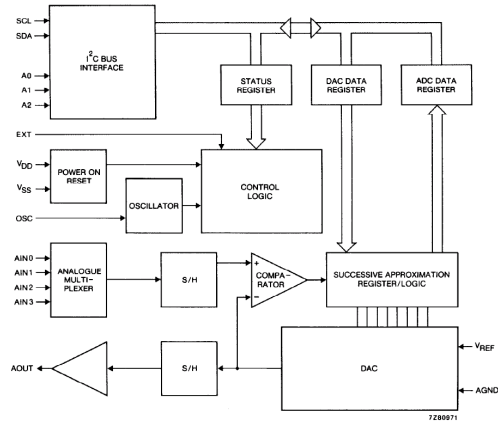 SCL
SDA
A0
A1
A2
I²C BUS
INTERFACE
STATUS
REGISTER
DAC DATA
REGISTER
ADC DATA
REGISTER
EXT
VDD
VSS
OSC
POWER ON
RESET
OSCILLATOR
CONTROL
LOGIC
AIN0
AIN1
AIN2
AIN3
ANALOGUE
MULTI-
PLEXER
S/H
+
COMPA-
RATOR
−
SUCCESSIVE APPROXIMATION
REGISTER/LOGIC
AOUT
S/H
DAC
VREF
AGND
7Z80971